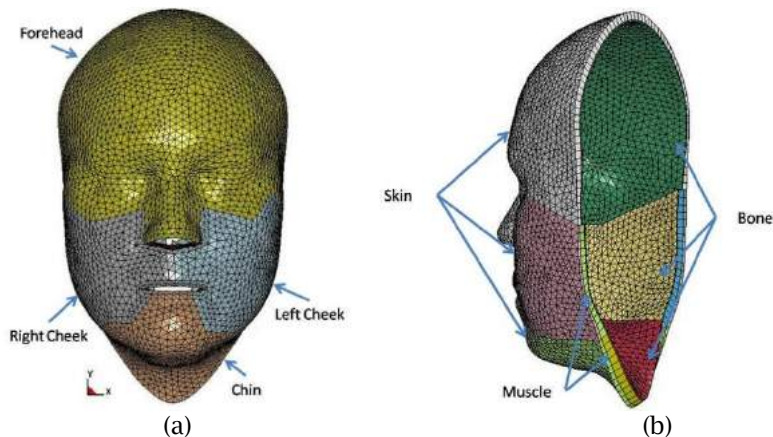 Forehead
Right Cheek
Left Cheek
Chin
Y
X
(a)
Skin
Bone
Muscle
(b)